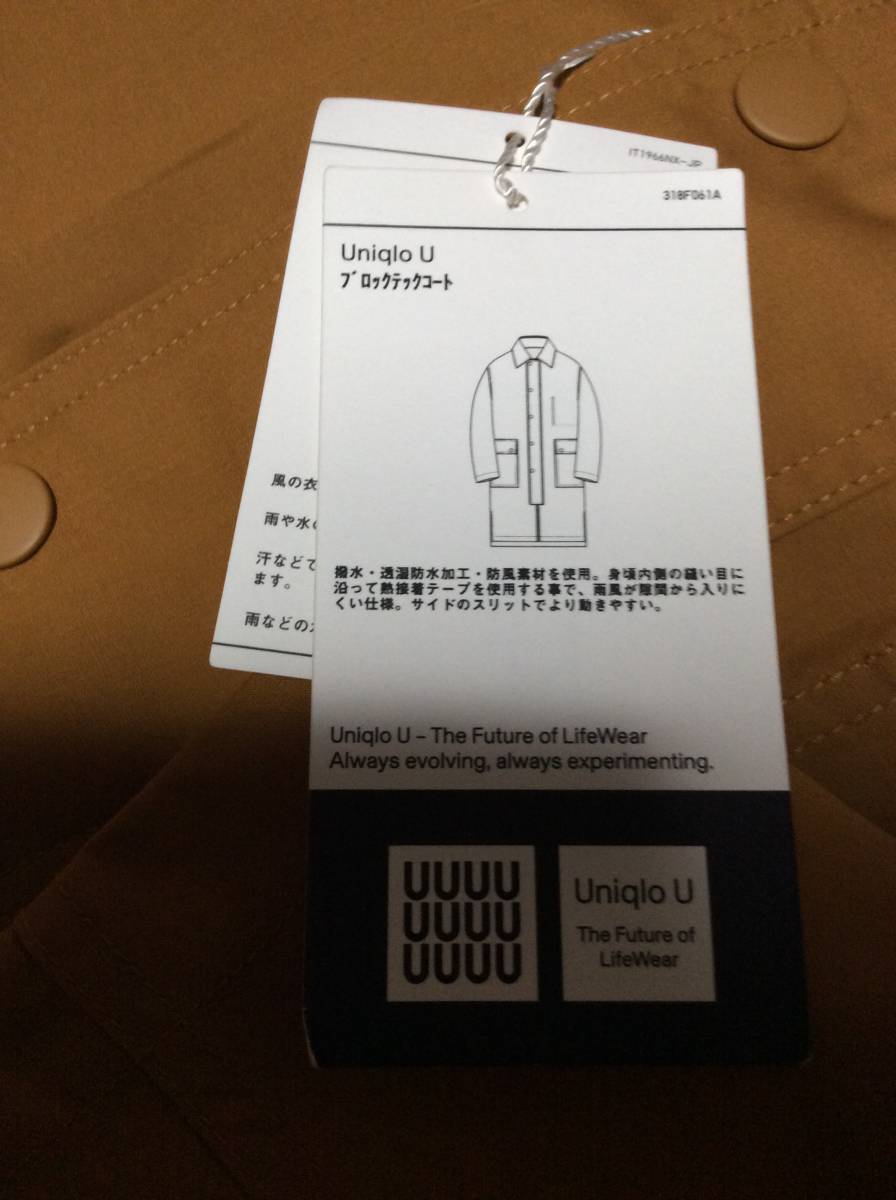 IT1966NX-JP
風の衣
雨や水の
汗などで
ます。
雨などの
318F061A
Uniqlo U
ブロックテックコート
撥水・透湿防水加工・防風素材を使用。身頃内側の縫い目に
沿って熱接着テープを使用する事で、雨風が隙間から入りに
くい仕様。サイドのスリットでより動きやすい。
Uniqlo U – The Future of LifeWear
Always evolving, always experimenting.
UUUU
UUUU
UUUU
Uniqlo U
The Future of
LifeWear